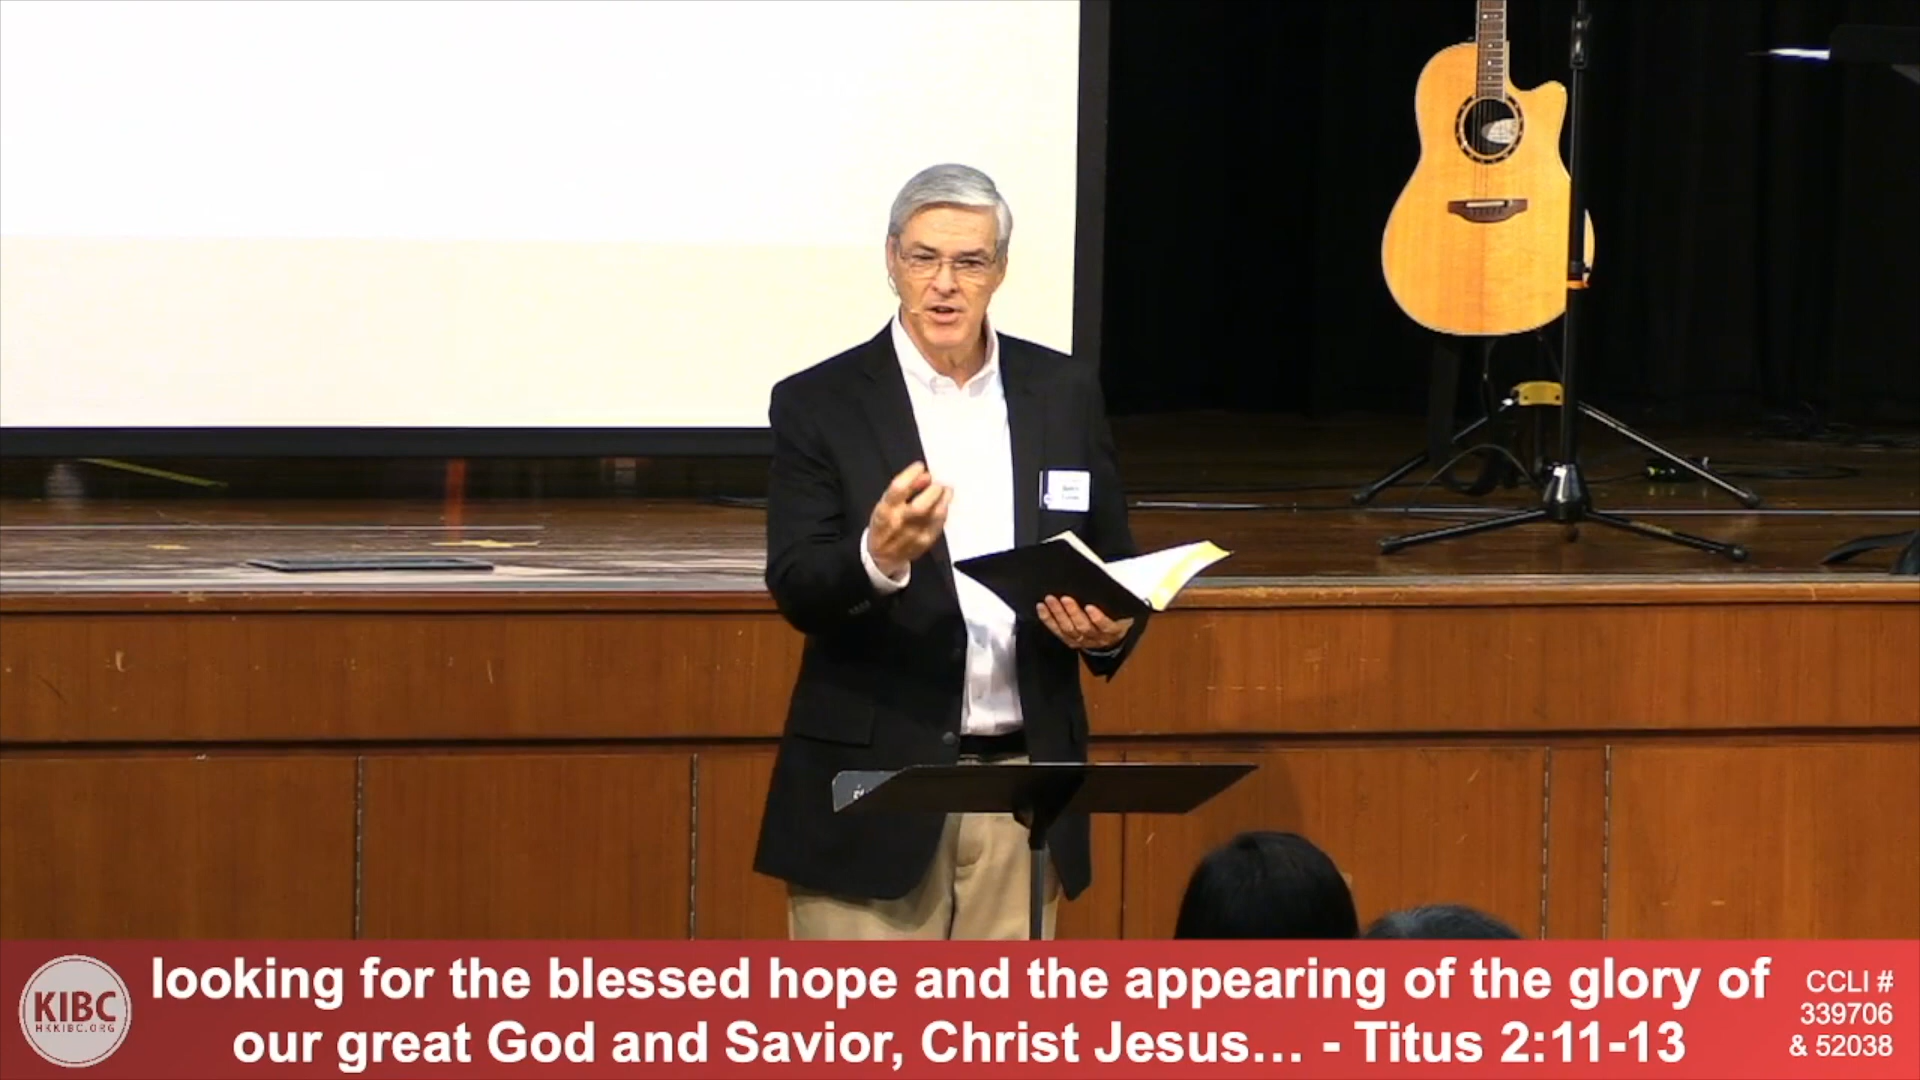 looking for the blessed hope and the appearing of the glory of
our great God and Savior, Christ Jesus… - Titus 2:11-13
KIBC
HKKIBC.ORG
CCLI #
339706
& 52038